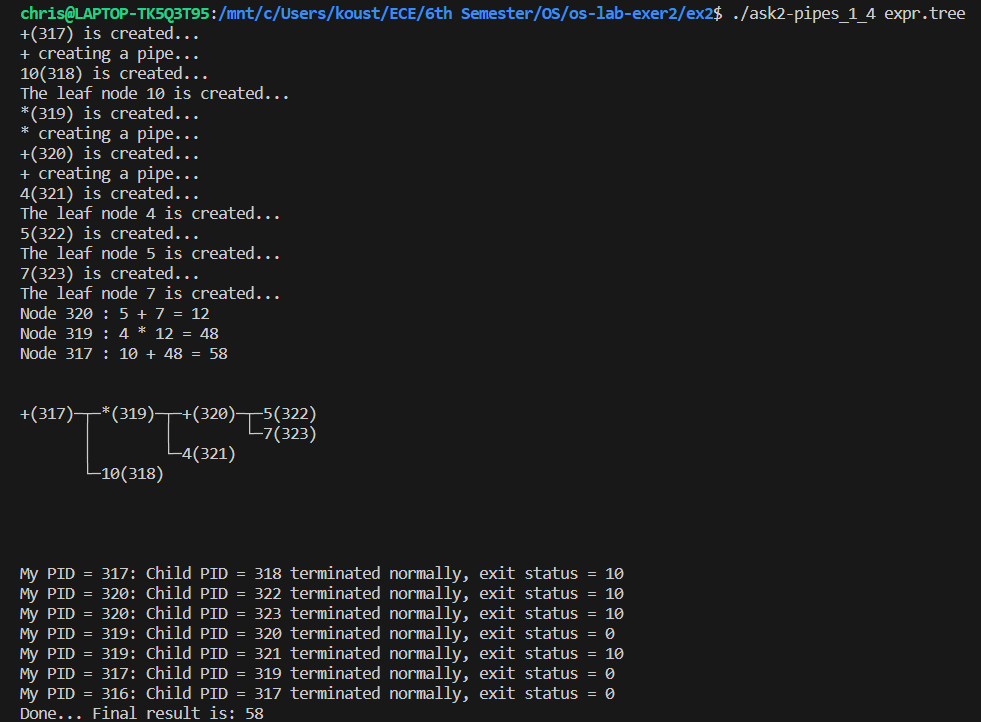 chris@LAPTOP-TK5Q3T95:/mnt/c/Users/koust/ECE/6th Semester/OS/os-lab-exer2/ex2$ ./ask2-pipes_1_4 expr.tree
+(317) is created...
+ creating a pipe...
10(318) is created...
The leaf node 10 is created...
*(319) is created...
* creating a pipe...
+(320) is created...
+ creating a pipe...
4(321) is created...
The leaf node 4 is created...
5(322) is created...
The leaf node 5 is created...
7(323) is created...
The leaf node 7 is created...
Node 320 : 5 + 7 = 12
Node 319 : 4 * 12 = 48
Node 317 : 10 + 48 = 58
+(317)─┬─*(319)─┬─+(320)─┬─5(322)
       │        │        └─7(323)
       │        └─4(321)
       └─10(318)
My PID = 317: Child PID = 318 terminated normally, exit status = 10
My PID = 320: Child PID = 322 terminated normally, exit status = 10
My PID = 320: Child PID = 323 terminated normally, exit status = 10
My PID = 319: Child PID = 320 terminated normally, exit status = 0
My PID = 319: Child PID = 321 terminated normally, exit status = 10
My PID = 317: Child PID = 319 terminated normally, exit status = 0
My PID = 316: Child PID = 317 terminated normally, exit status = 0
Done... Final result is: 58